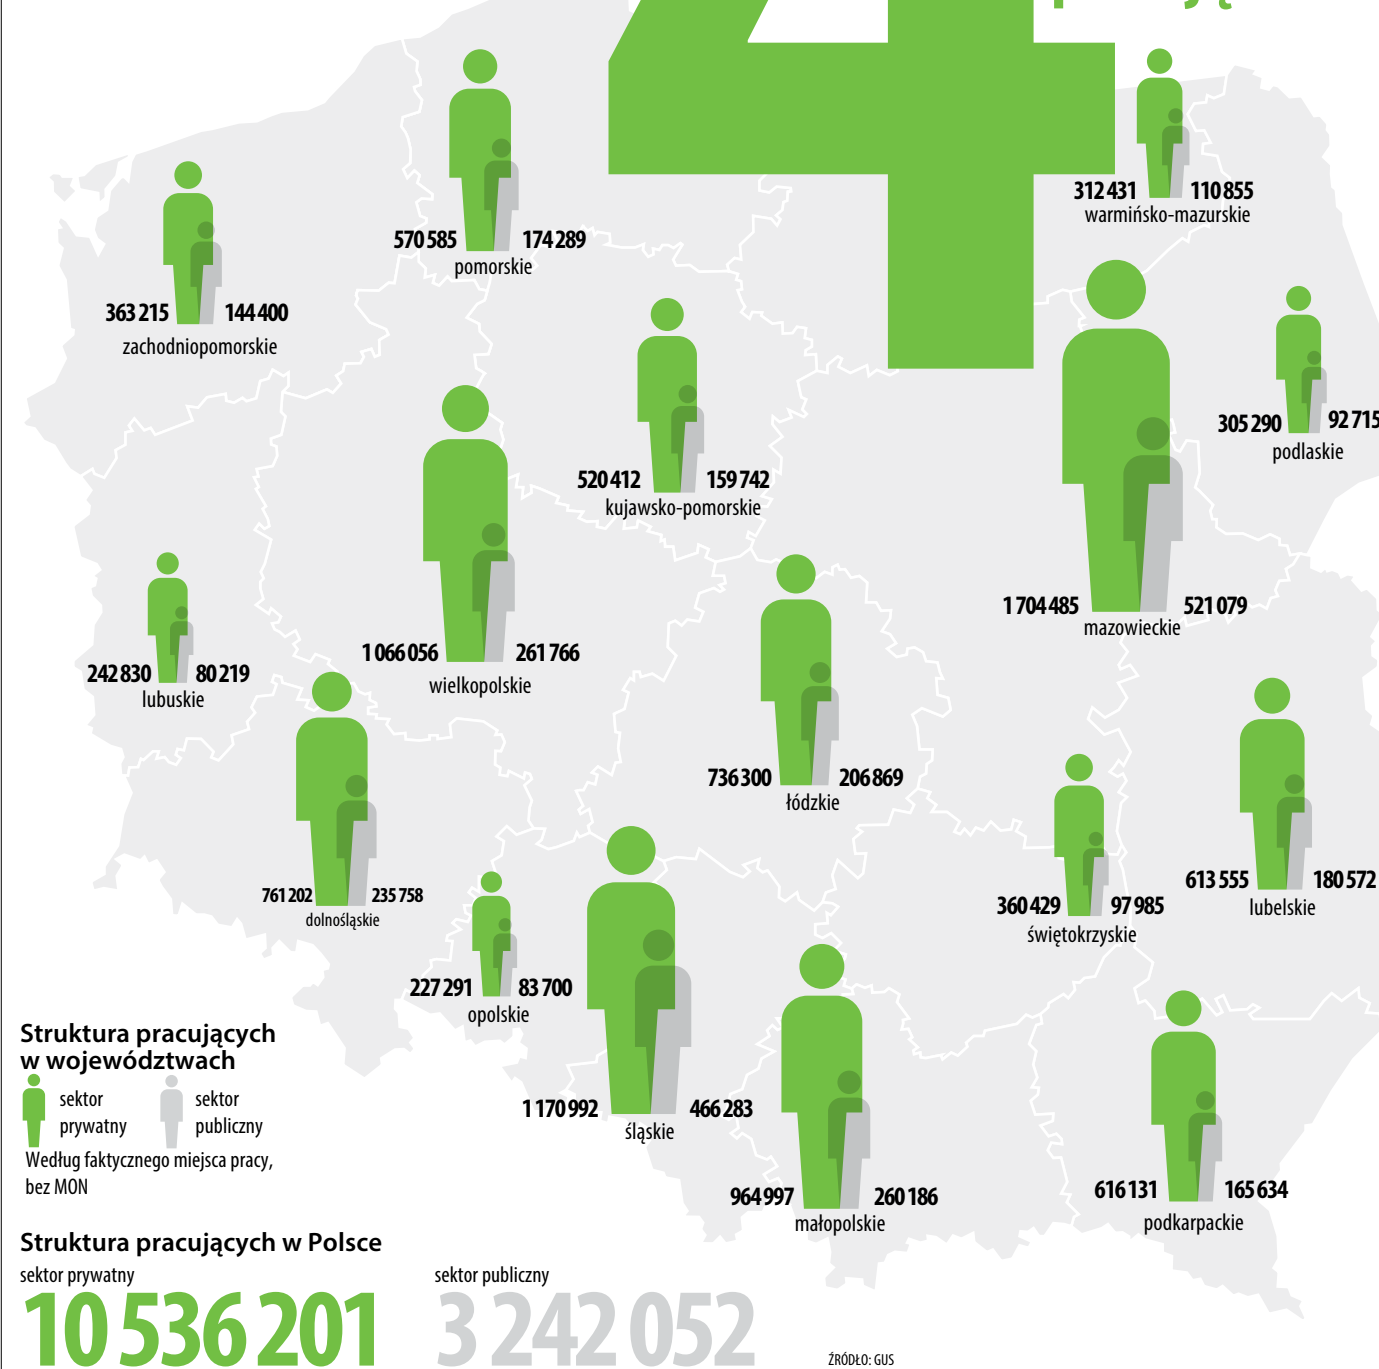 4
312 431 110 855
warmińsko-mazurskie
570 585 174 289
pomorskie
363 215 144 400
zachodniopomorskie
305 290 92 715
podlaskie
520 412 159 742
kujawsko-pomorskie
1 704 485 521 079
mazowieckie
1 066 056 261 766
wielkopolskie
242 830 80 219
lubuskie
736 300 206 869
łódzkie
761 202 235 758
dolnośląskie
613 555 180 572
lubelskie
360 429 97 985
świętokrzyskie
227 291 83 700
opolskie
1 170 992 466 283
śląskie
964 997 260 186
małopolskie
616 131 165 634
podkarpackie
Struktura pracujących
w województwach
sektor
prywatny
sektor
publiczny
Według faktycznego miejsca pracy,
bez MON
Struktura pracujących w Polsce
sektor prywatny
10 536 201
sektor publiczny
3 242 052
ŹRÓDŁO: GUS